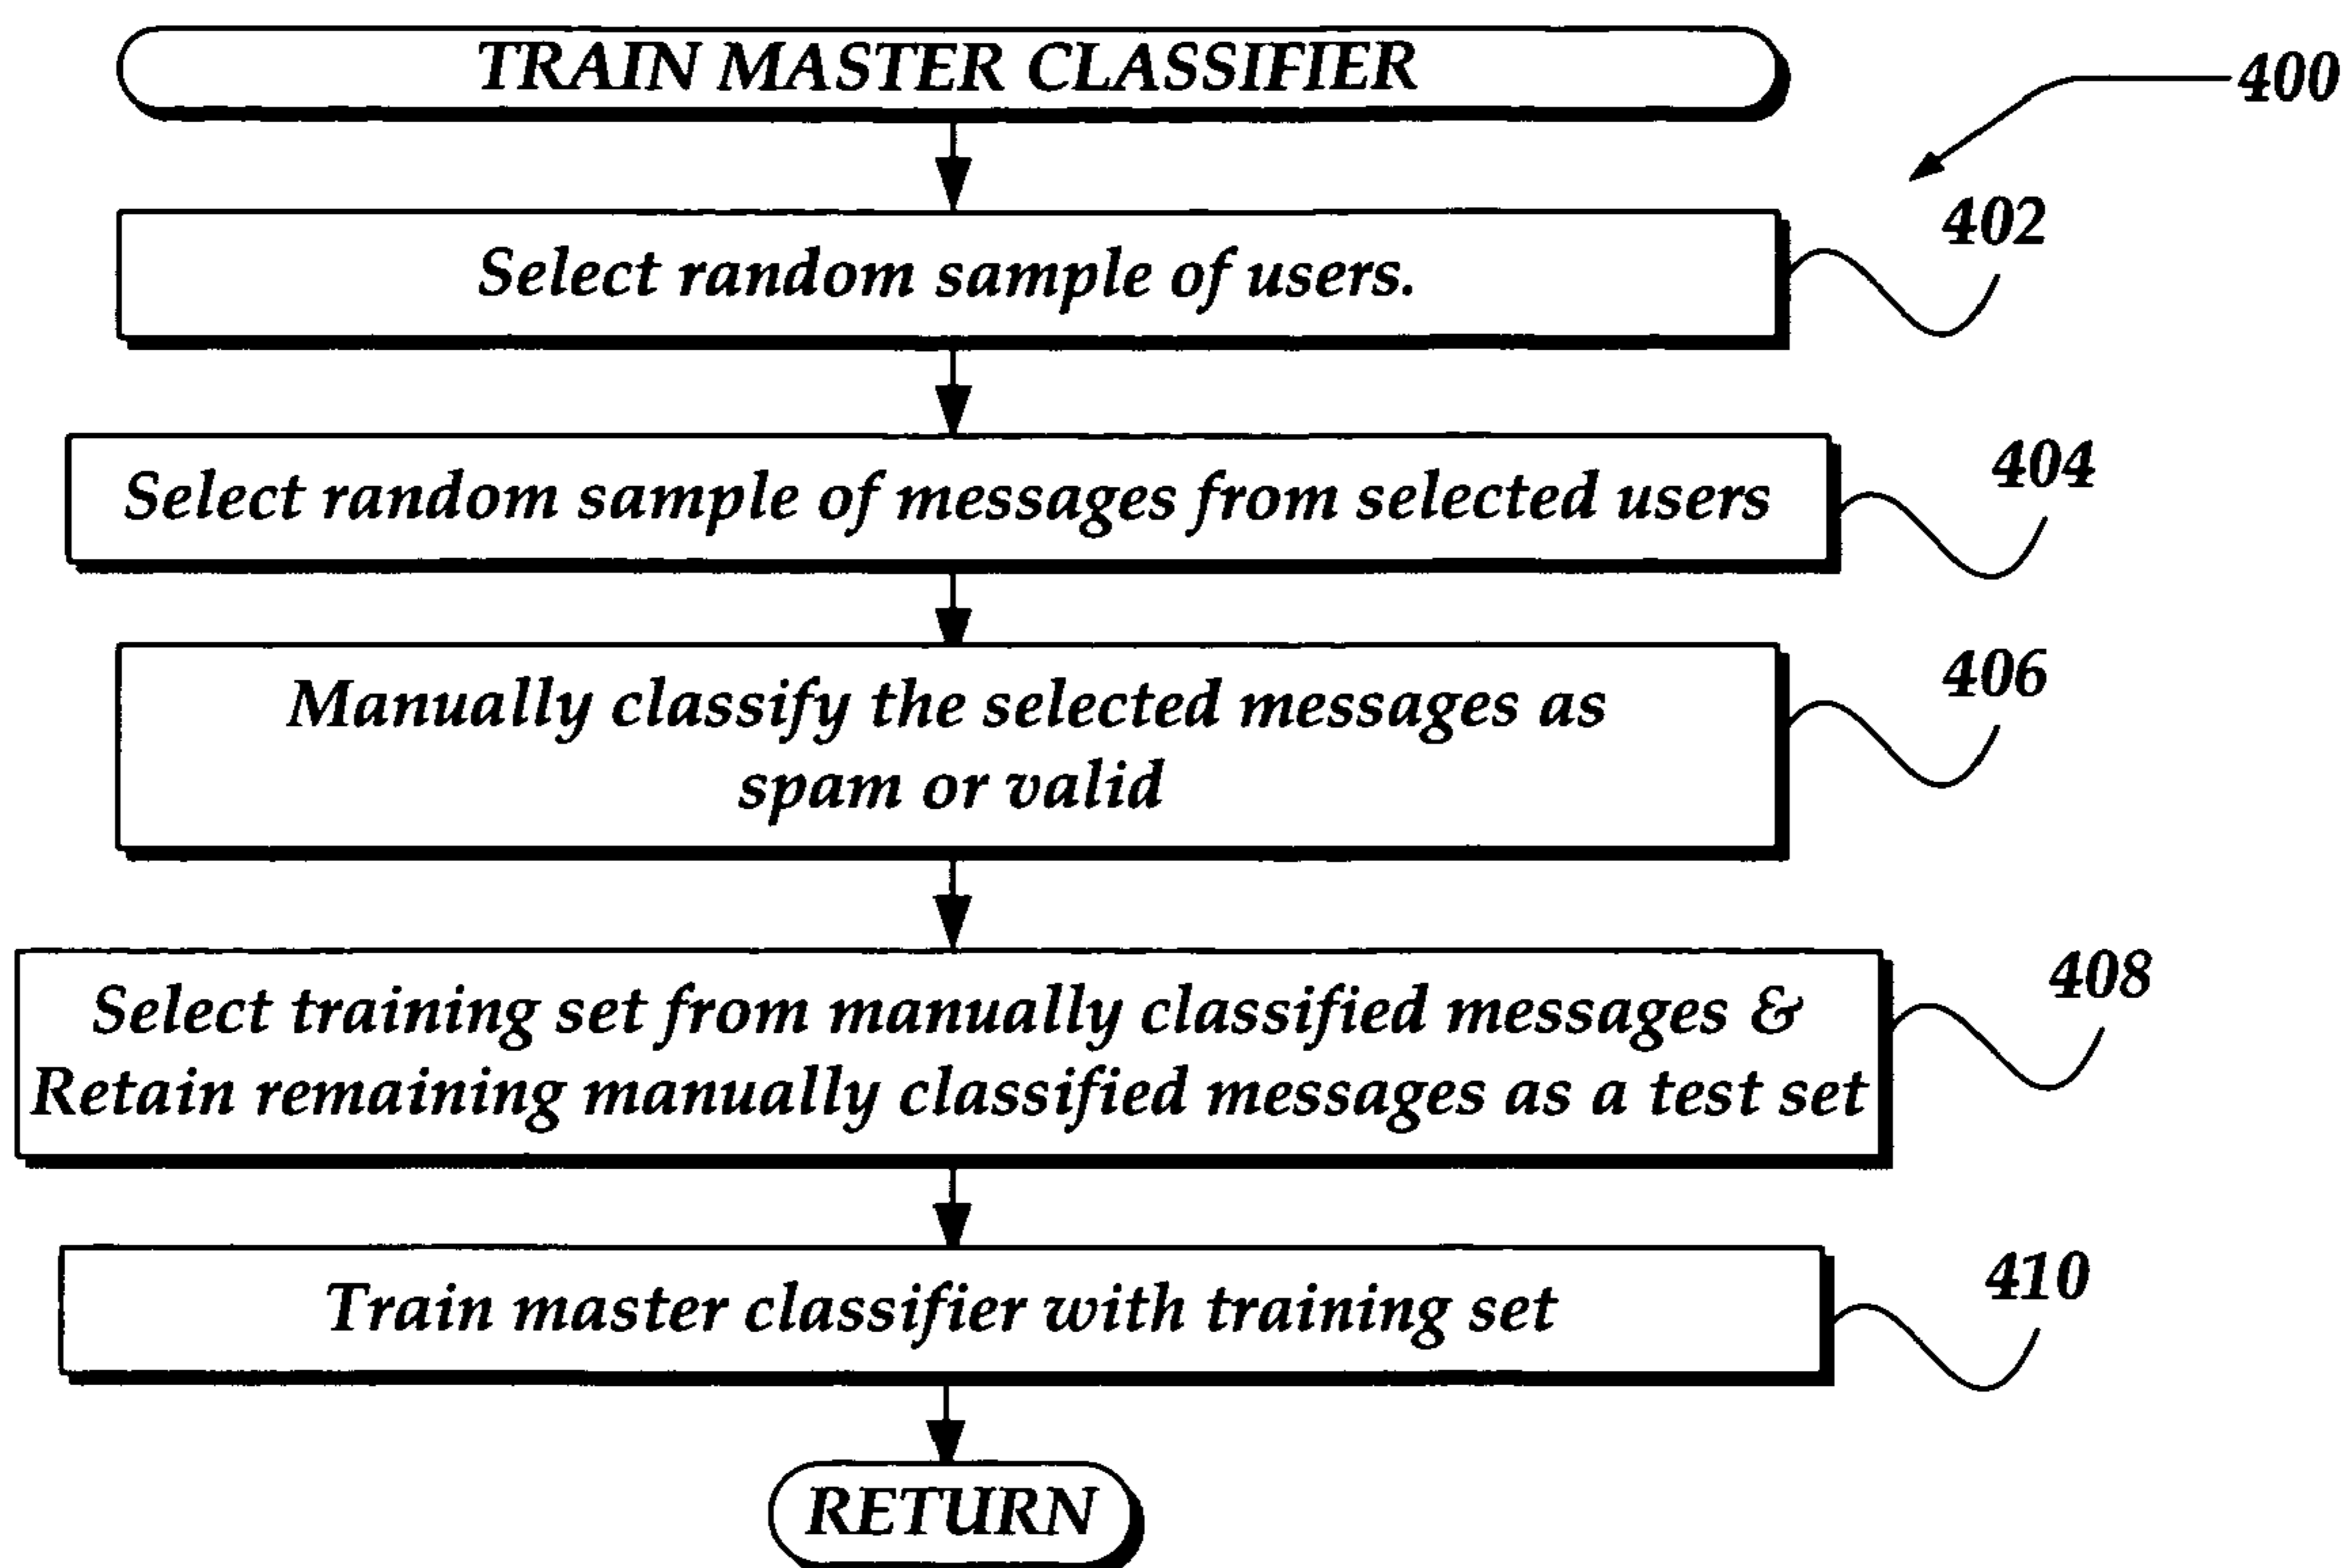 TRAIN MASTER CLASSIFIER
400
Select random sample of users.
402
Select random sample of messages from selected users
404
Manually classify the selected messages as
spam or valid
406
Select training set from manually classified messages &
Retain remaining manually classified messages as a test set
408
Train master classifier with training set
410
RETURN